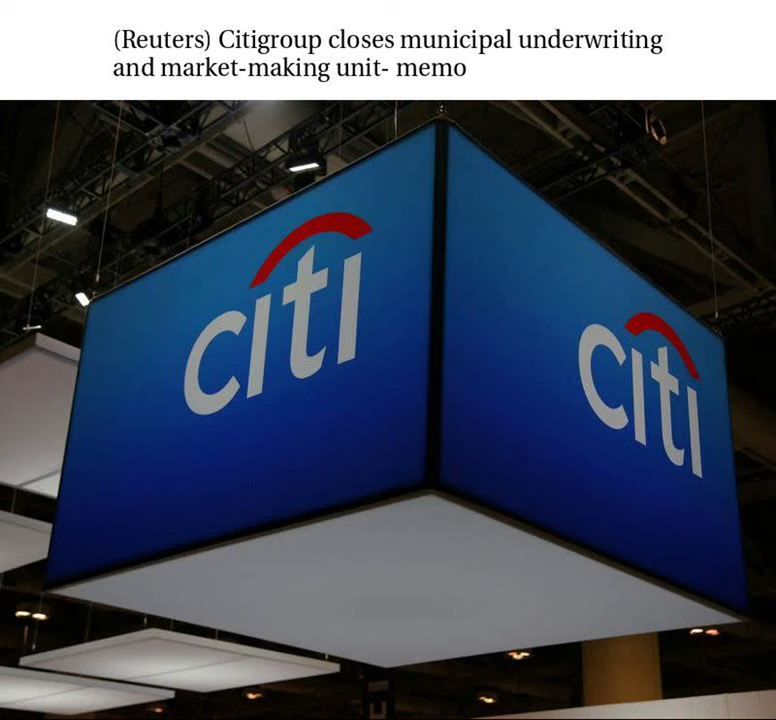 (Reuters) Citigroup closes municipal underwriting
and market-making unit- memo
citi
citi